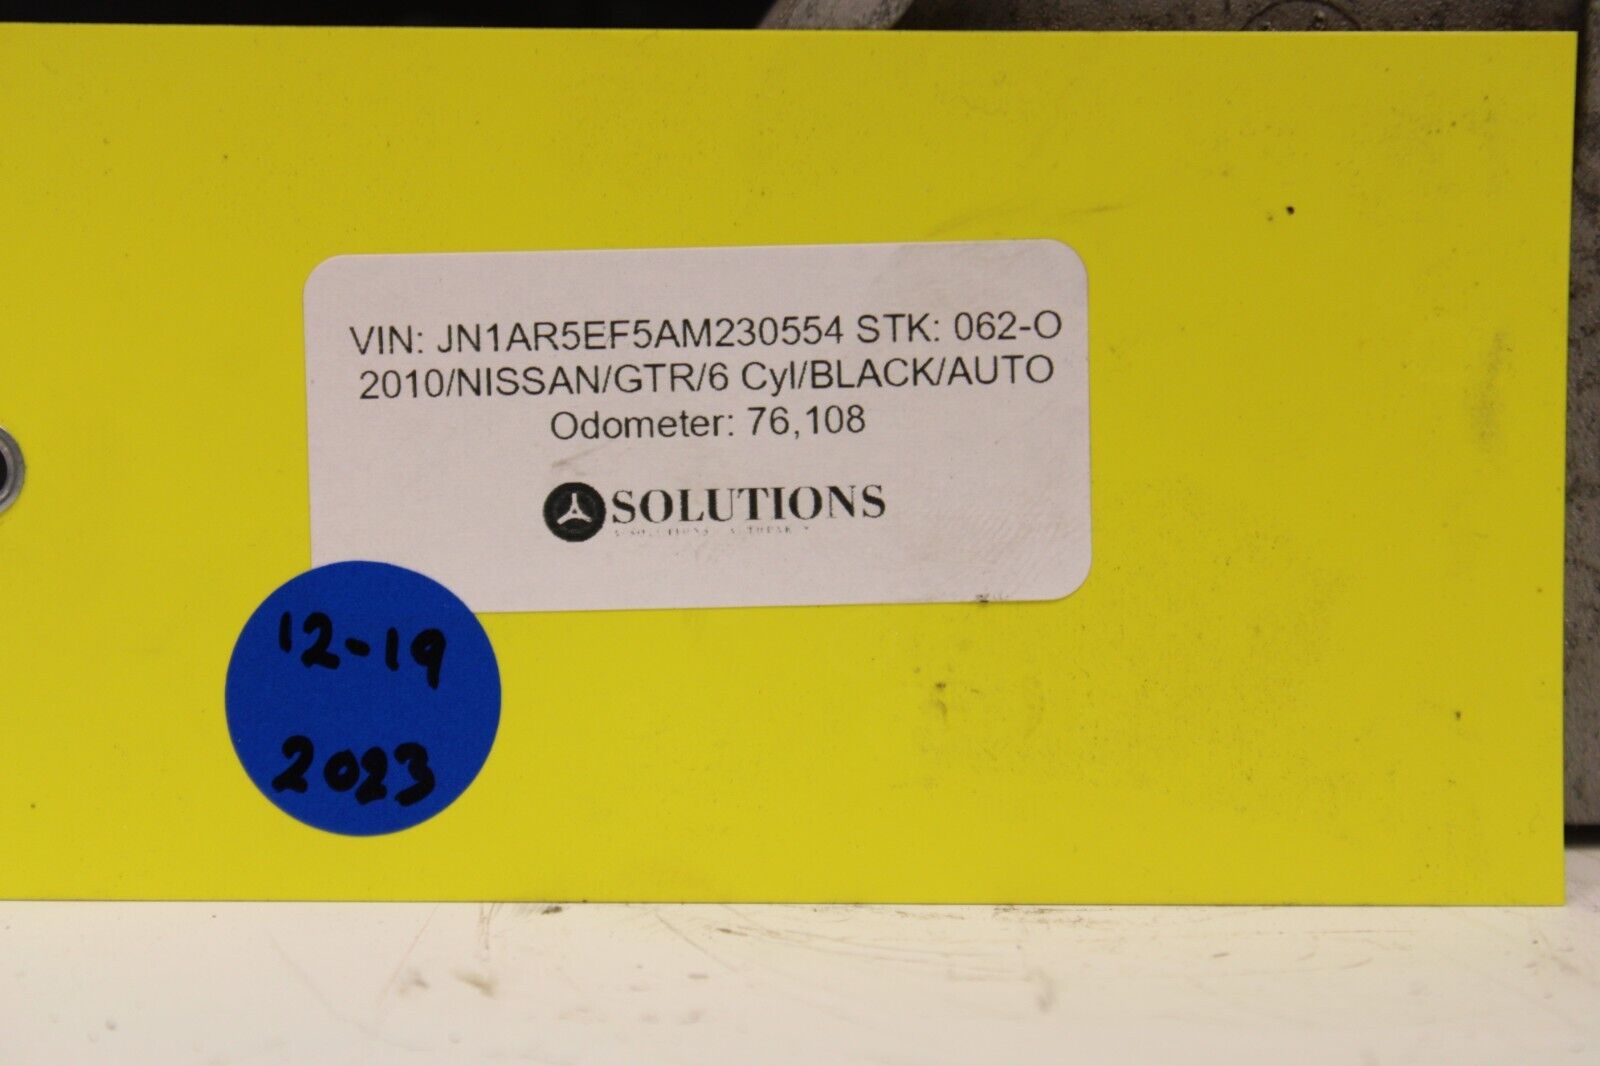 VIN: JN1AR5EF5AM230554 STK: 062-O
2010/NISSAN/GTR/6 Cyl/BLACK/AUTO
Odometer: 76,108
SOLUTIONS
12-19
2023